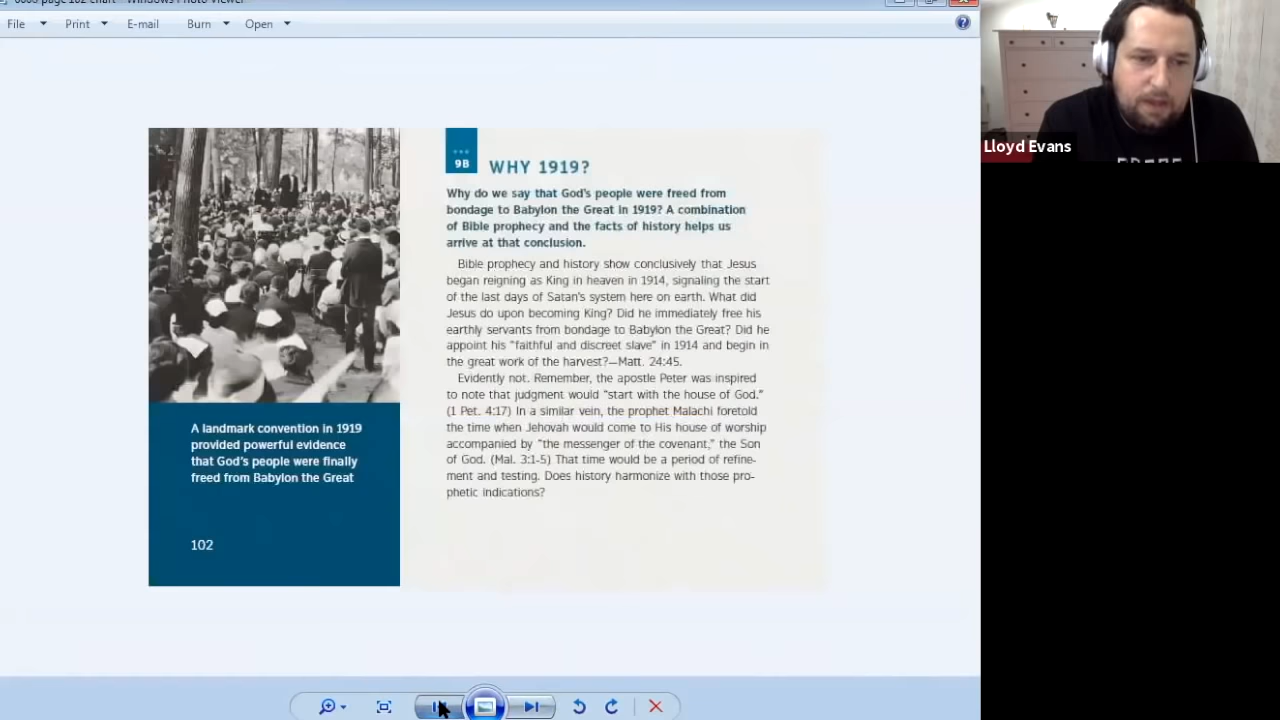 File
Print
E-mail
Burn
Open
9B
WHY 1919?
Why do we say that God's people were freed from
bondage to Babylon the Great in 1919? A combination
of Bible prophecy and the facts of history helps us
arrive at that conclusion.
Bible prophecy and history show conclusively that Jesus
began reigning as King in heaven in 1914, signaling the start
of the last days of Satan's system here on earth. What did
Jesus do upon becoming King? Did he immediately free his
earthly servants from bondage to Babylon the Great? Did he
appoint his "faithful and discreet slave" in 1914 and begin in
the great work of the harvest?—Matt. 24:45.
Evidently not. Remember, the apostle Peter was inspired
to note that judgment would "start with the house of God."
(1 Pet. 4:17) In a similar vein, the prophet Malachi foretold
the time when Jehovah would come to His house of worship
accompanied by "the messenger of the covenant," the Son
of God. (Mal. 3:1-5) That time would be a period of refine-
ment and testing. Does history harmonize with those pro-
phetic indications?
A landmark convention in 1919
provided powerful evidence
that God's people were finally
freed from Babylon the Great
102
Lloyd Evans